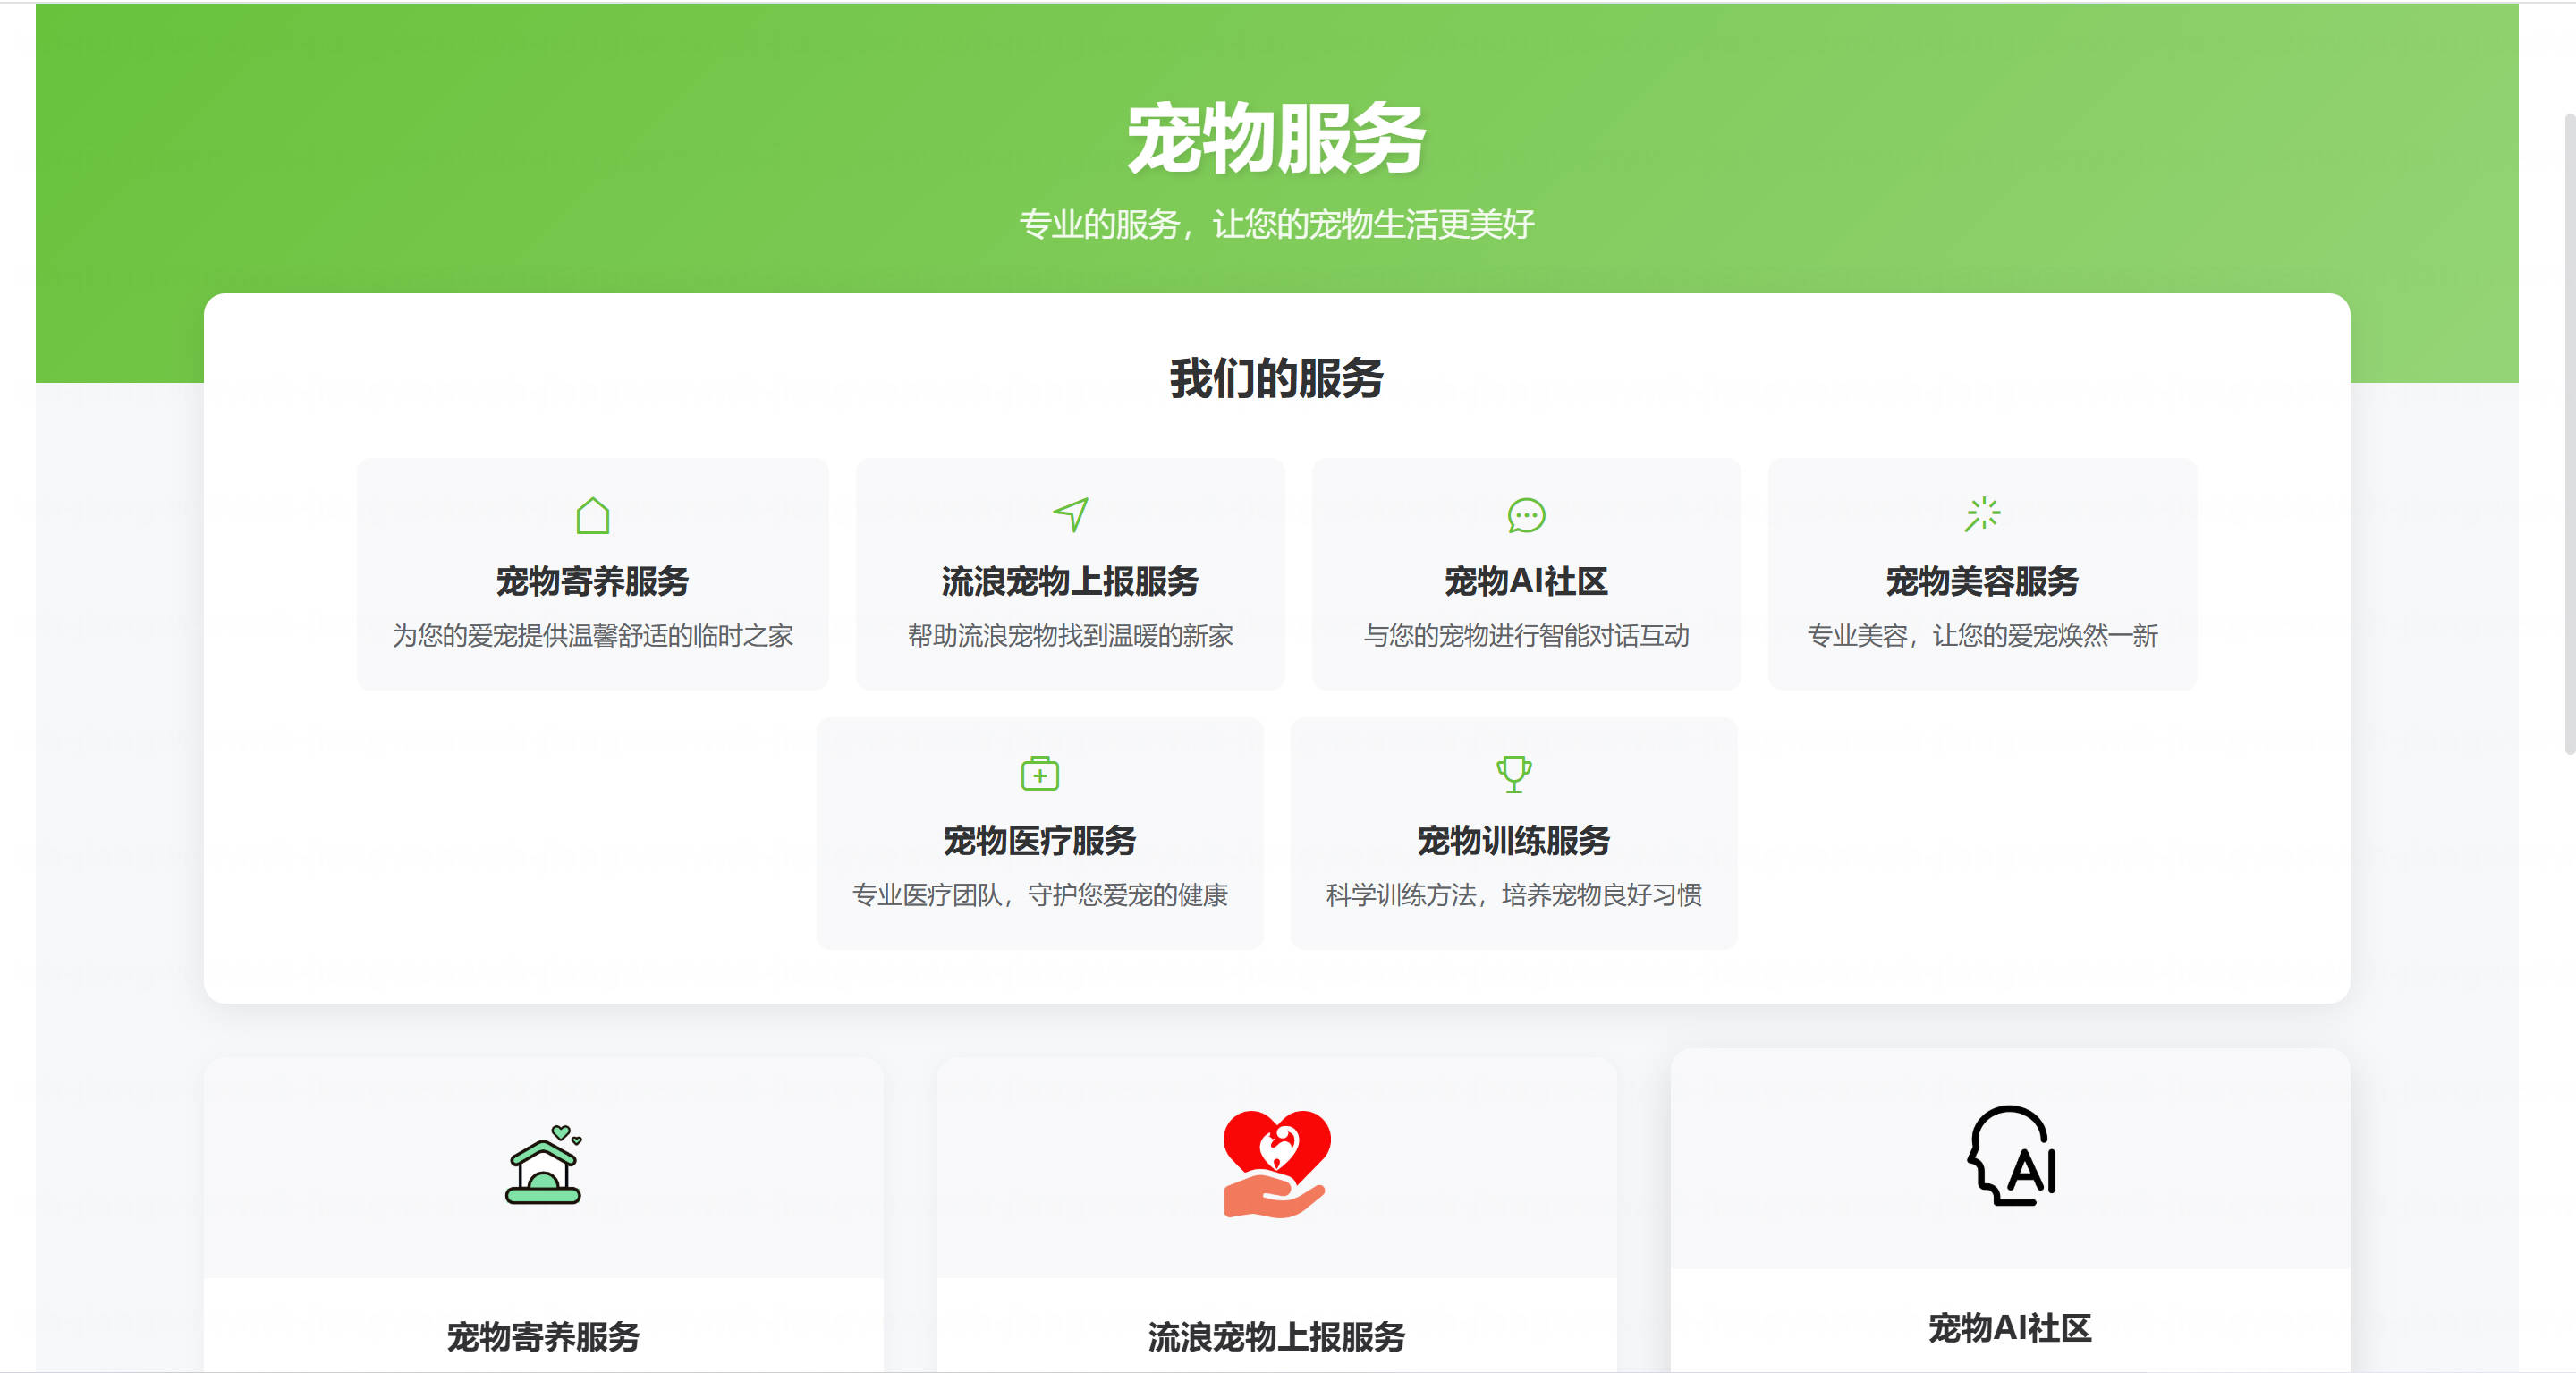 宠物服务
专业的服务，让您的宠物生活更美好
我们的服务
宠物寄养服务
为您的爱宠提供温馨舒适的临时之家
流浪宠物上报服务
帮助流浪宠物找到温暖的新家
宠物AI社区
与您的宠物进行智能对话互动
宠物美容服务
专业美容，让您的爱宠焕然一新
宠物医疗服务
专业医疗团队，守护您爱宠的健康
宠物训练服务
科学训练方法，培养宠物良好习惯
宠物寄养服务
流浪宠物上报服务
AI
宠物AI社区